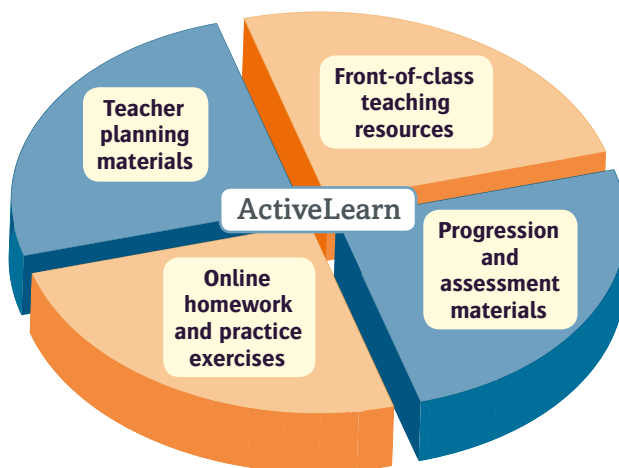 Teacher
planning
materials
Front-of-class
teaching
resources
ActiveLearn
Online
homework
and practice
exercises
Progression
and
assessment
materials